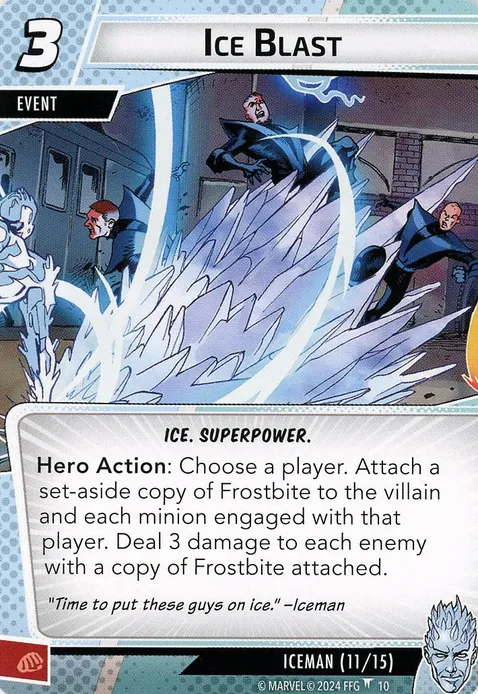 3
ICE BLAST
EVENT
ICE. SUPERPOWER.
Hero Action: Choose a player. Attach a
set-aside copy of Frostbite to the villain
and each minion engaged with that
player. Deal 3 damage to each enemy
with a copy of Frostbite attached.
"Time to put these guys on ice." –Iceman
ICEMAN (11/15)
© MARVEL © 2024 FFG 10